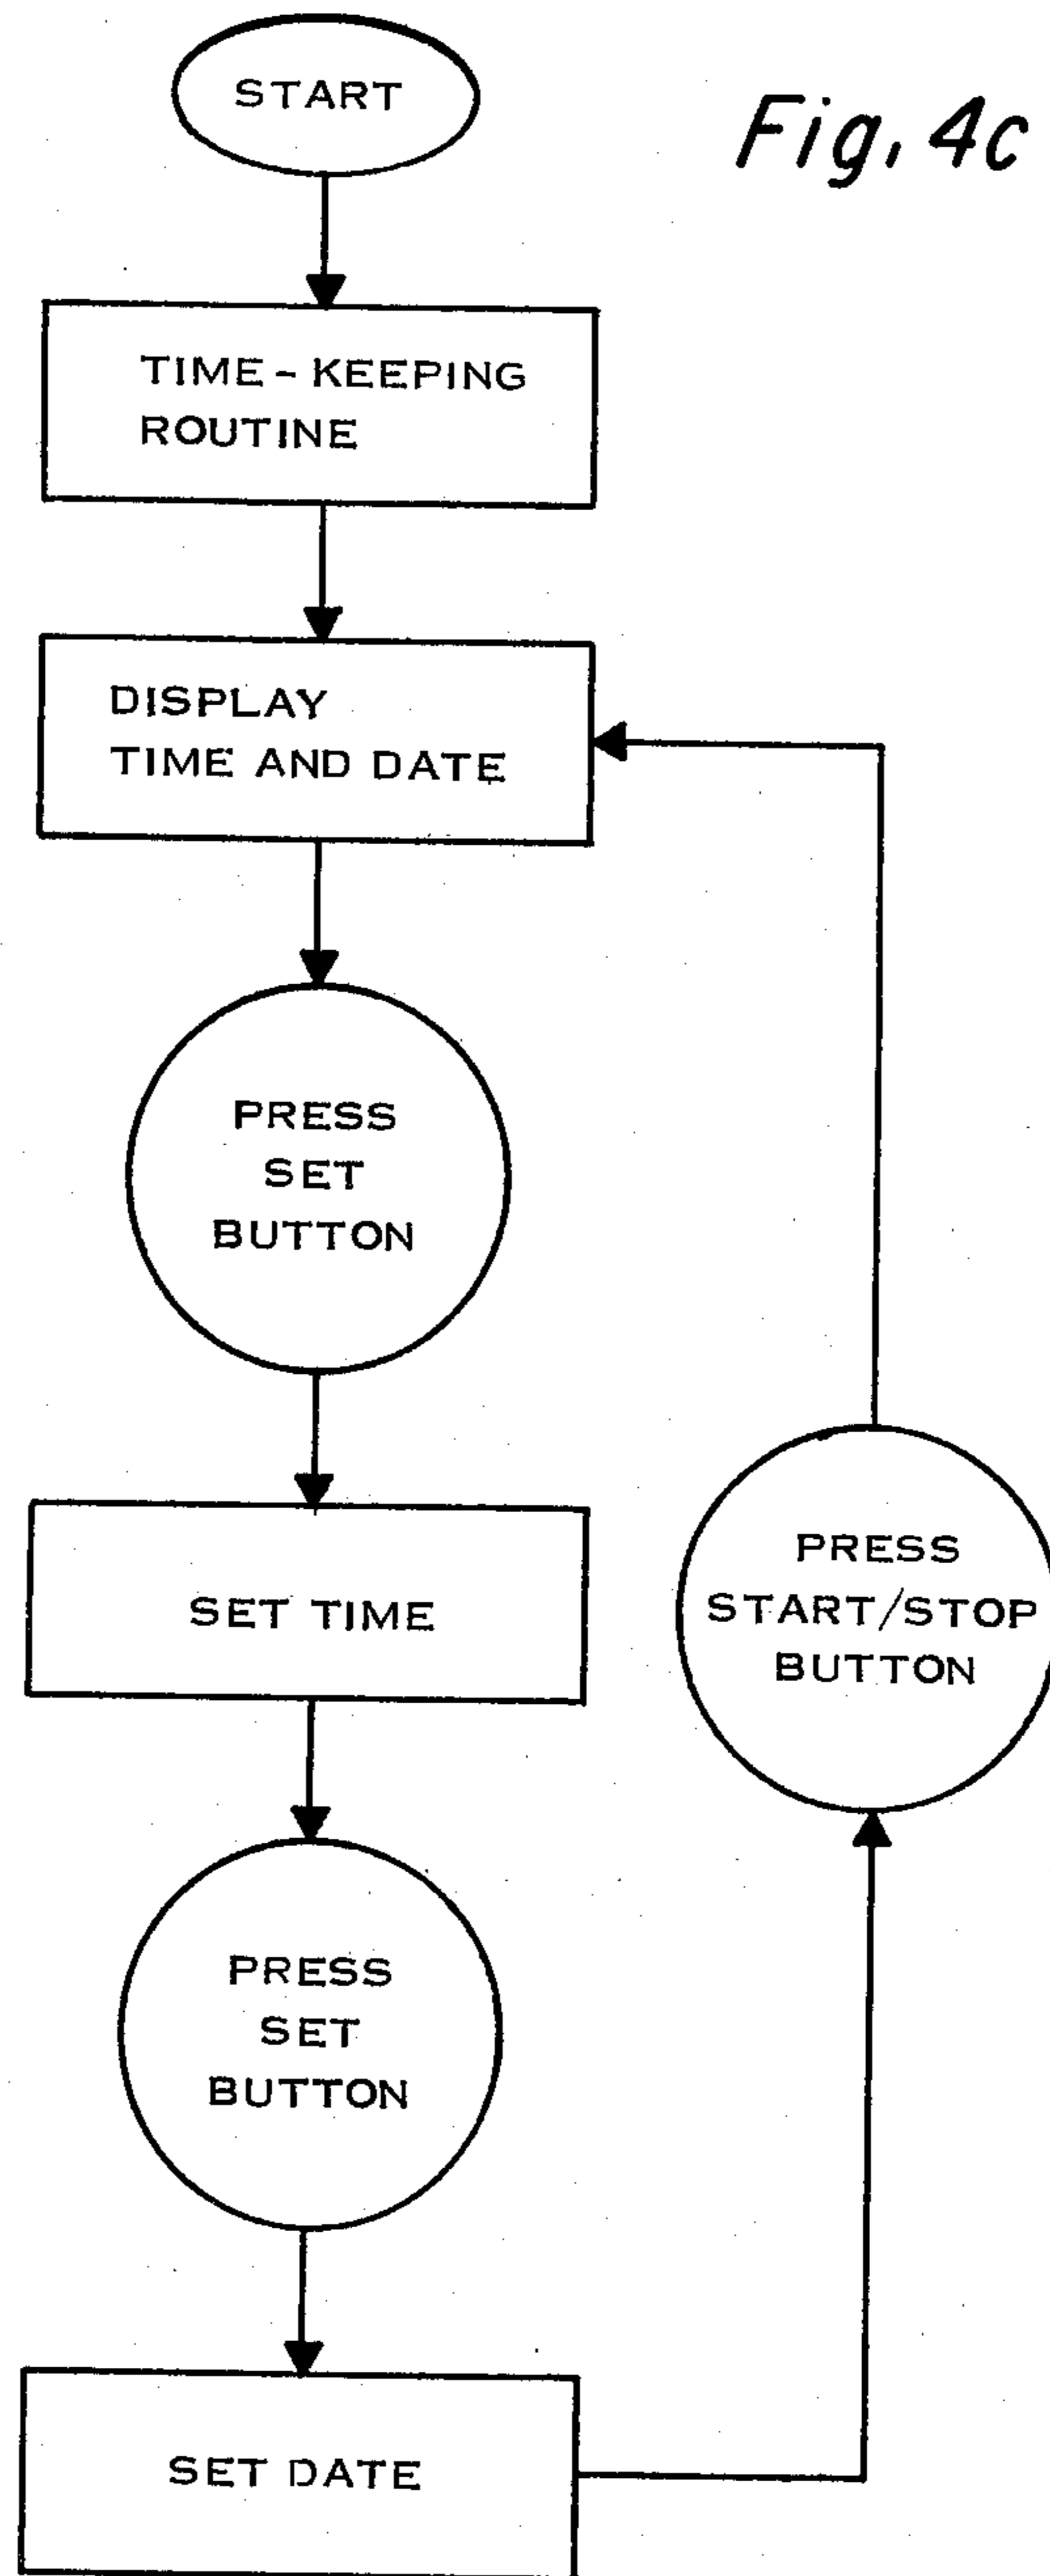 START
Fig. 4c
TIME - KEEPING
ROUTINE
DISPLAY
TIME AND DATE
PRESS
SET
BUTTON
SET TIME
PRESS
START/STOP
BUTTON
PRESS
SET
BUTTON
SET DATE